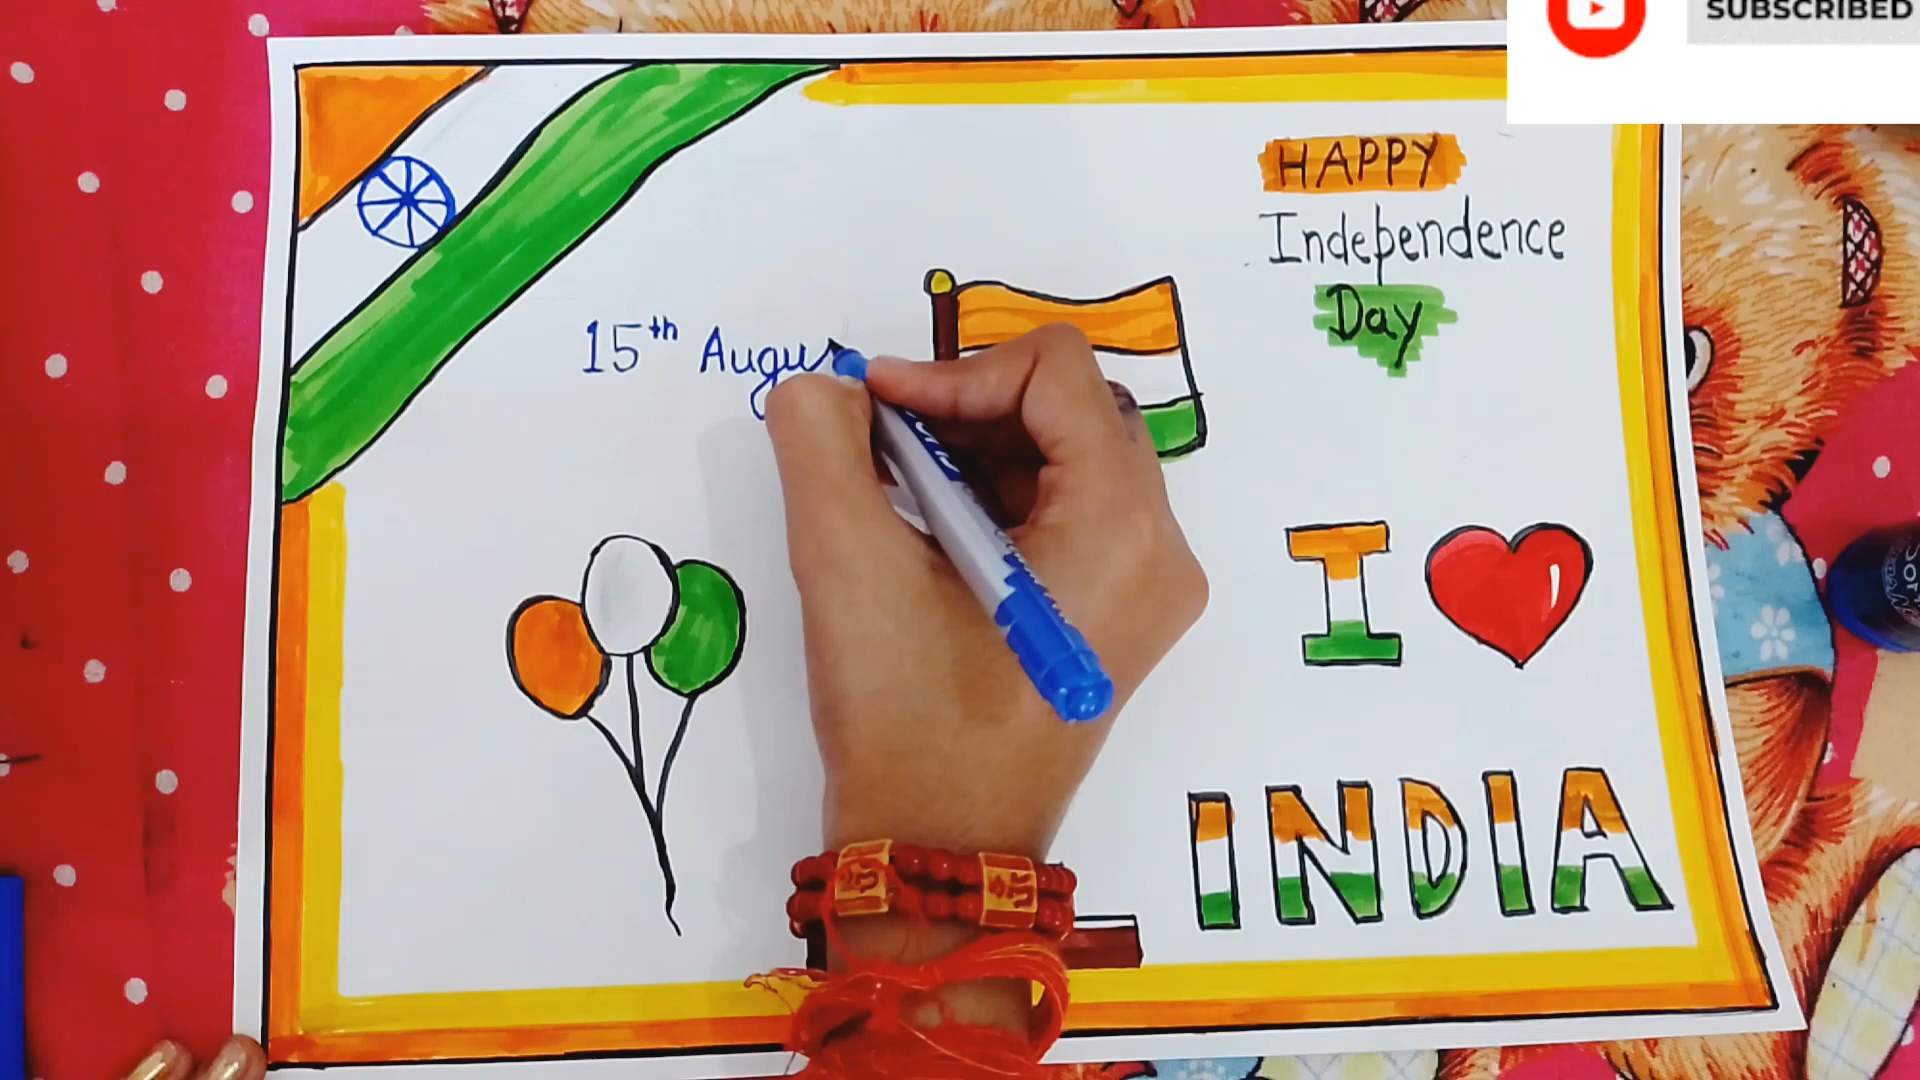 SUBSCRIBED
HAPPY
Independence
Day
15th Augu
I
INDIA